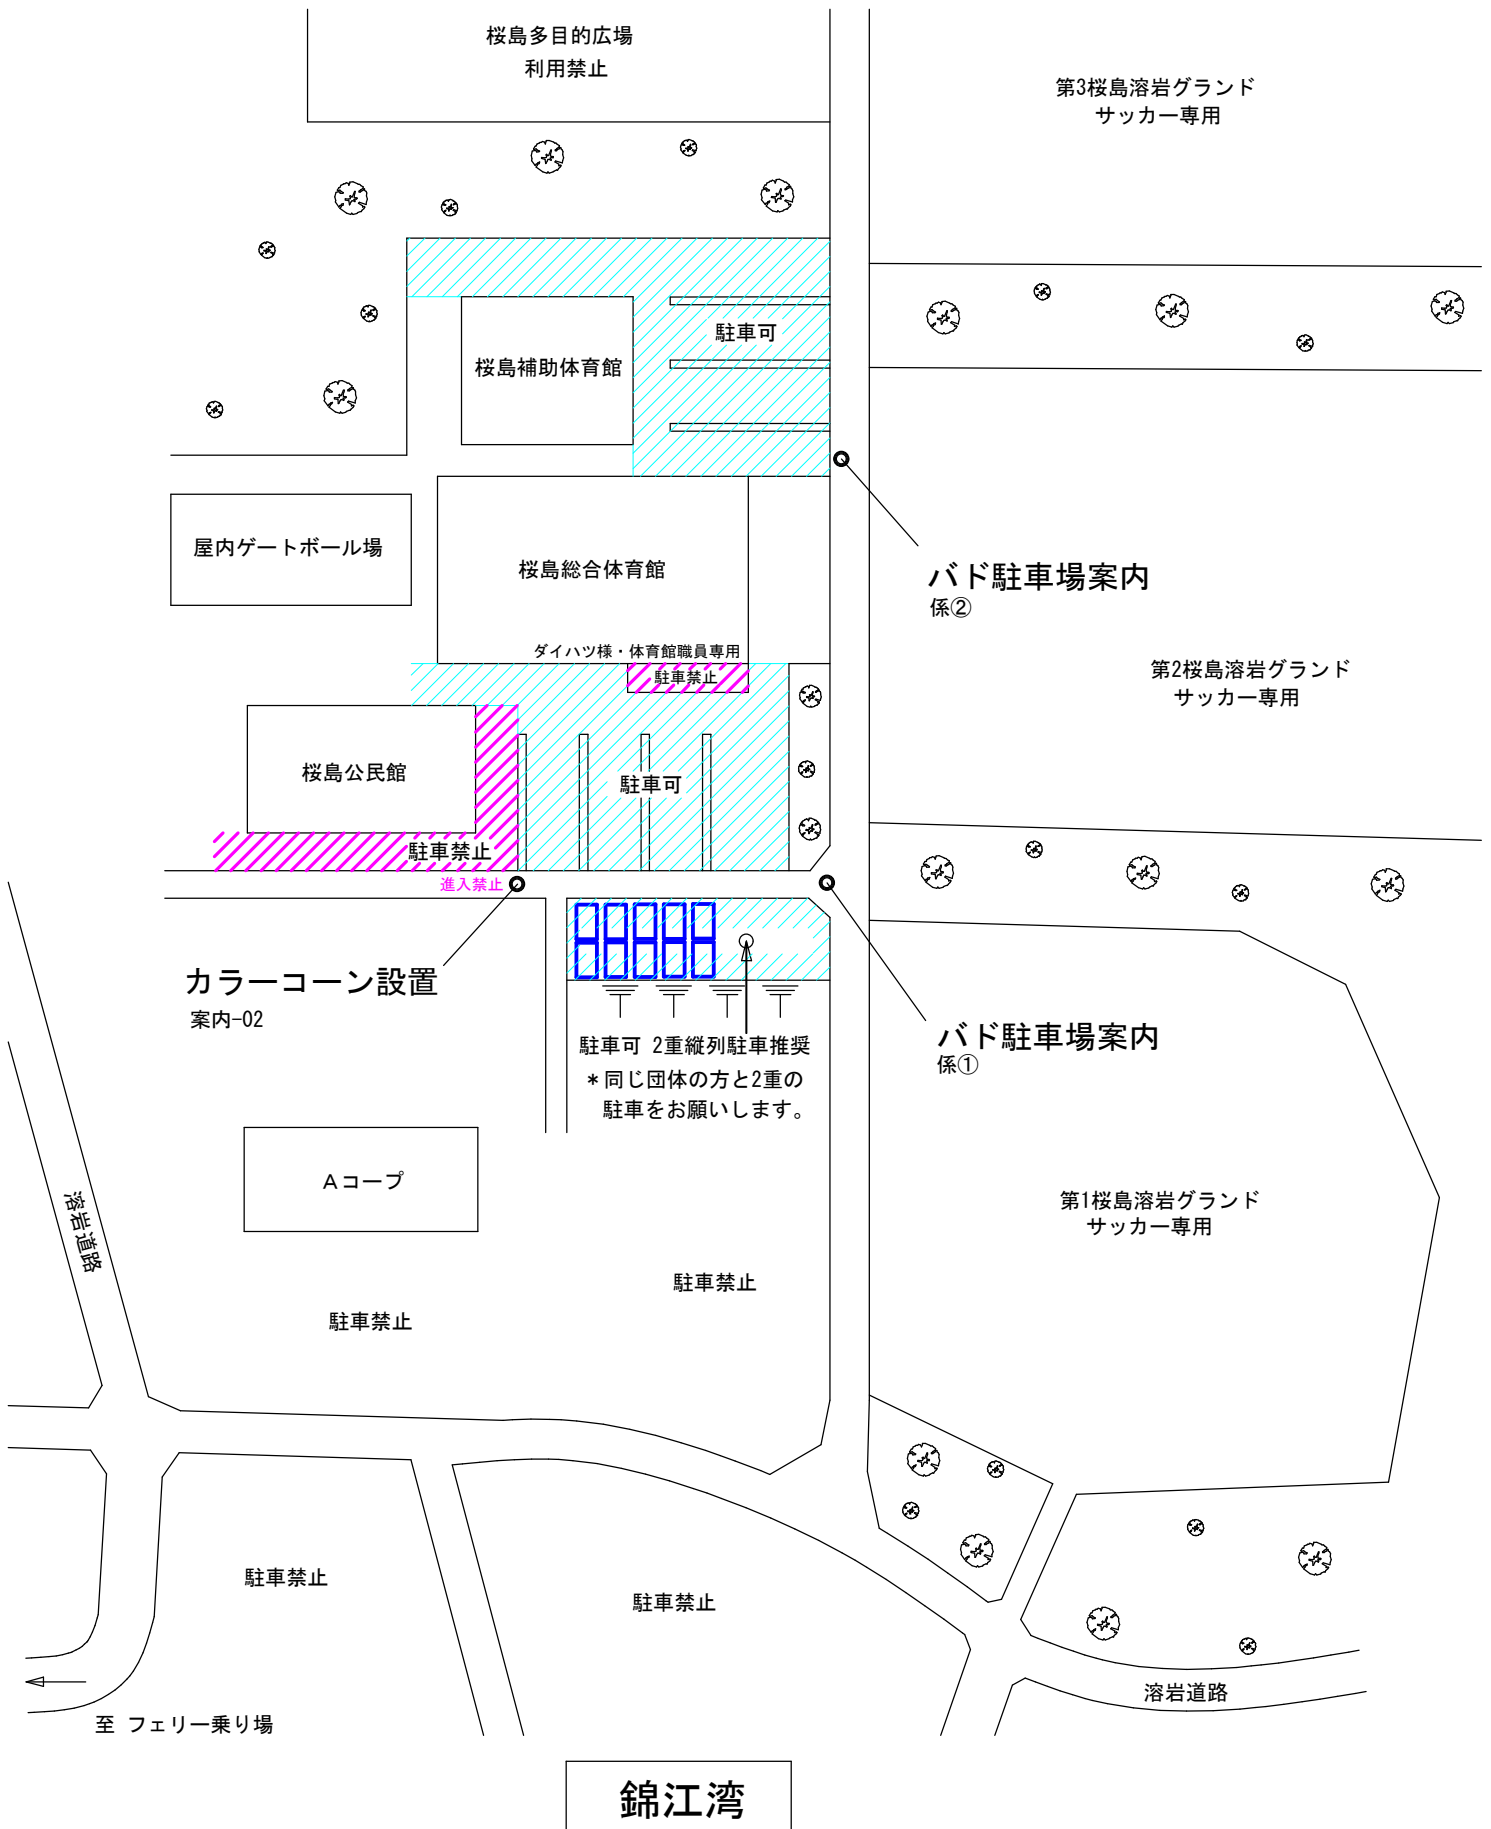 桜島多目的広場
利用禁止
第3桜島溶岩グランド
サッカー専用
駐車可
桜島補助体育館
屋内ゲートボール場
桜島総合体育館
バド駐車場案内
係②
ダイハツ様・体育館職員専用
駐車禁止
第2桜島溶岩グランド
サッカー専用
桜島公民館
駐車可
駐車禁止
進入禁止
カラーコーン設置
案内-02
バド駐車場案内
係①
駐車可 2重縦列駐車推奨
*同じ団体の方と2重の
駐車をお願いします。
Aコープ
溶岩道路
第1桜島溶岩グランド
サッカー専用
駐車禁止
駐車禁止
駐車禁止
駐車禁止
溶岩道路
至 フェリー乗り場
錦江湾